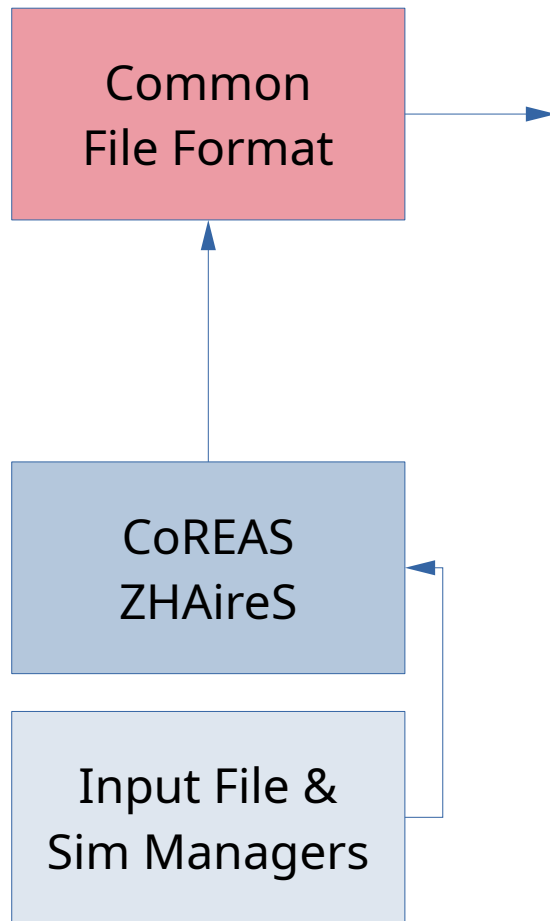 Common
File Format
CoREAS
ZHAireS
Input File &
Sim Managers